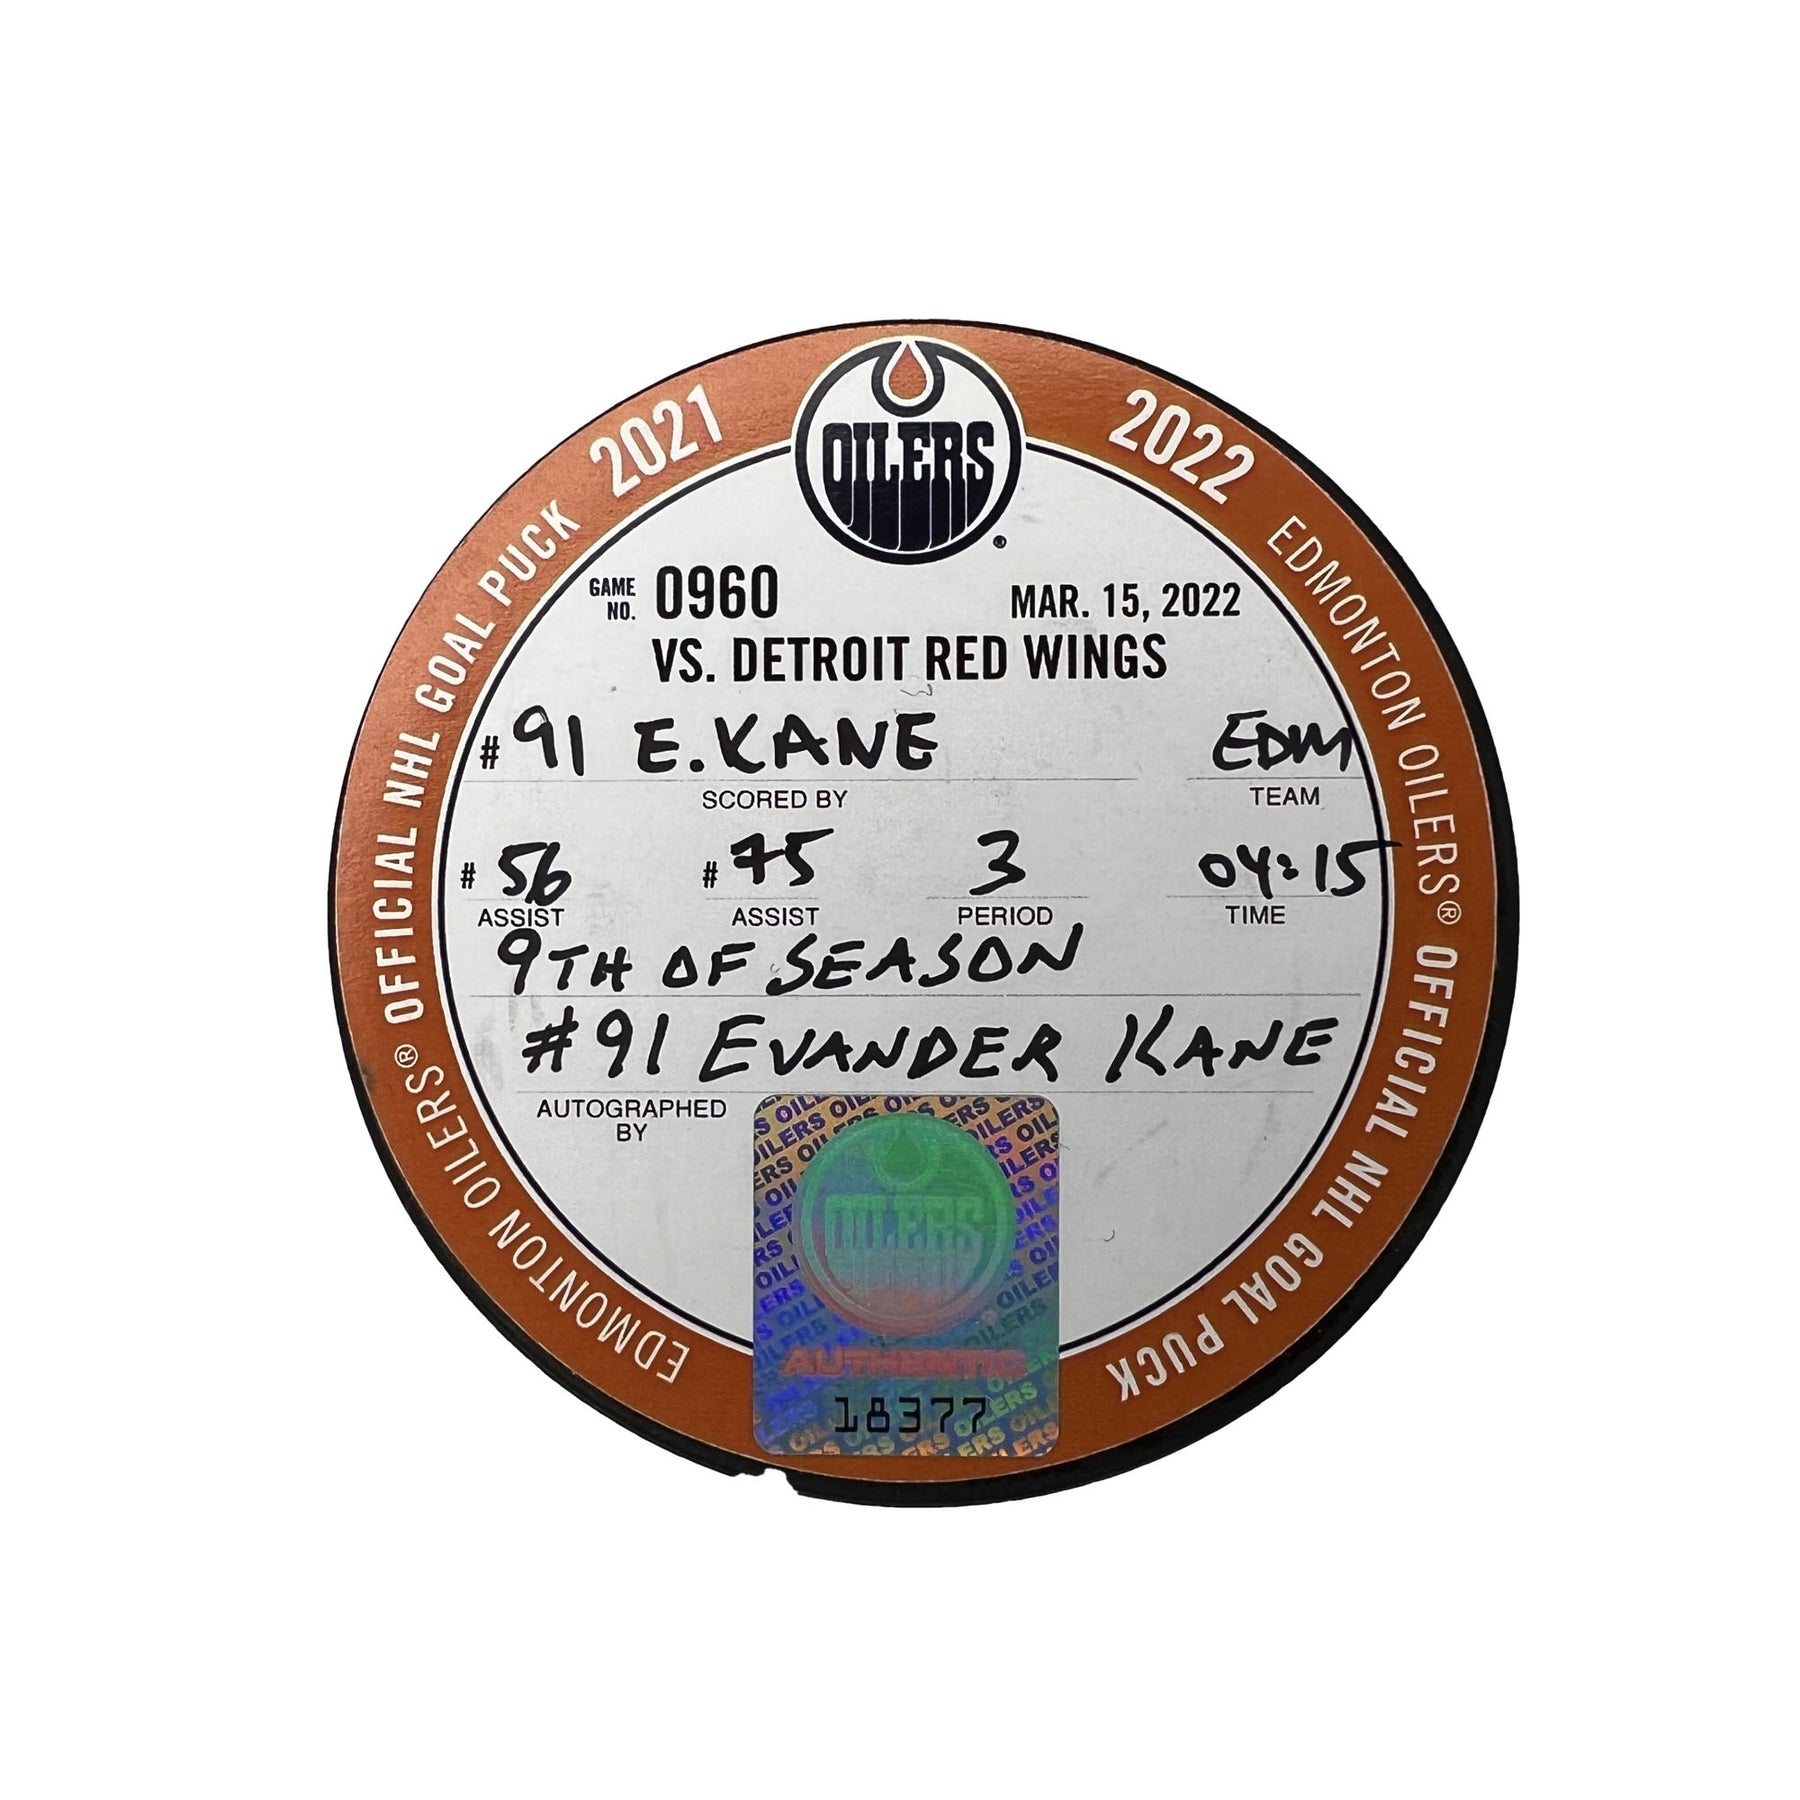 OFFICIAL NHL GOAL PUCK 2021
2022 EDMONTON OILERS® OFFICIAL NHL GOAL PUCK
EDMONTON OILERS®
OILERS
GAME NO. 0960 MAR. 15, 2022
VS. DETROIT RED WINGS
# 91 E. KANE EDM
SCORED BY TEAM
# 56 # 75 3 04:15
ASSIST ASSIST PERIOD TIME
9TH OF SEASON
#91 EVANDER KANE
AUTOGRAPHED BY
OILERS
AUTHENTIC
18377